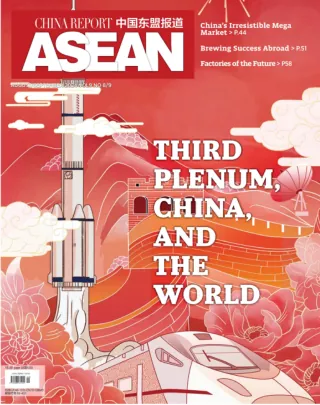 CHINA REPORT 中国东盟报道
ASEAN
China's Irresistible Mega
Market > P.44
Brewing Success Abroad > P.51
Factories of the Future > P58
THIRD
PLENUM,
CHINA,
AND
THE
WORLD